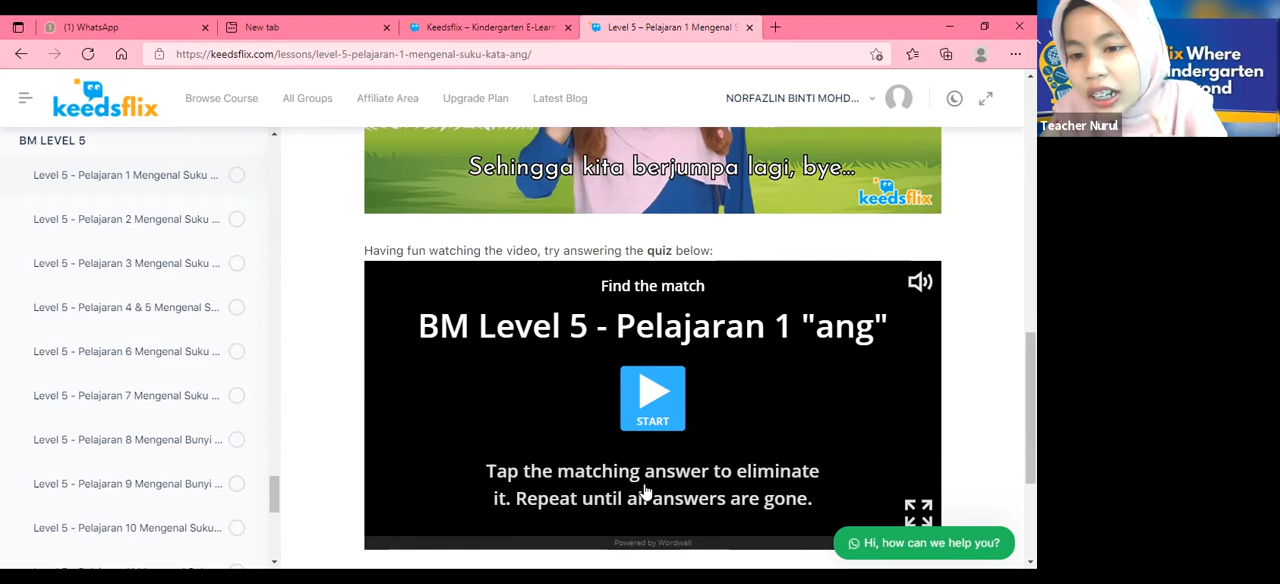 (1) WhatsApp
New tab
Keedsflix – Kindergarten E-Learn
Level 5 – Pelajaran 1 Mengenal S
https://keedsflix.com/lessons/level-5-pelajaran-1-mengenal-suku-kata-ang/
keedsflix
Browse Course
All Groups
Affiliate Area
Upgrade Plan
Latest Blog
NORFAZLIN BINTI MOHD...
ix Where
indergarten
ond
Teacher Nurul
BM LEVEL 5
Level 5 - Pelajaran 1 Mengenal Suku ...
Level 5 - Pelajaran 2 Mengenal Suku ...
Level 5 - Pelajaran 3 Mengenal Suku ...
Level 5 - Pelajaran 4 & 5 Mengenal S...
Level 5 - Pelajaran 6 Mengenal Suku ...
Level 5 - Pelajaran 7 Mengenal Suku ...
Level 5 - Pelajaran 8 Mengenal Bunyi ...
Level 5 - Pelajaran 9 Mengenal Bunyi ...
Level 5 - Pelajaran 10 Mengenal Suku...
Sehingga kita berjumpa lagi, bye...
keedsflix
Having fun watching the video, try answering the quiz below:
Find the match
BM Level 5 - Pelajaran 1 "ang"
START
Tap the matching answer to eliminate
it. Repeat until all answers are gone.
Powered by Wordwall
Hi, how can we help you?